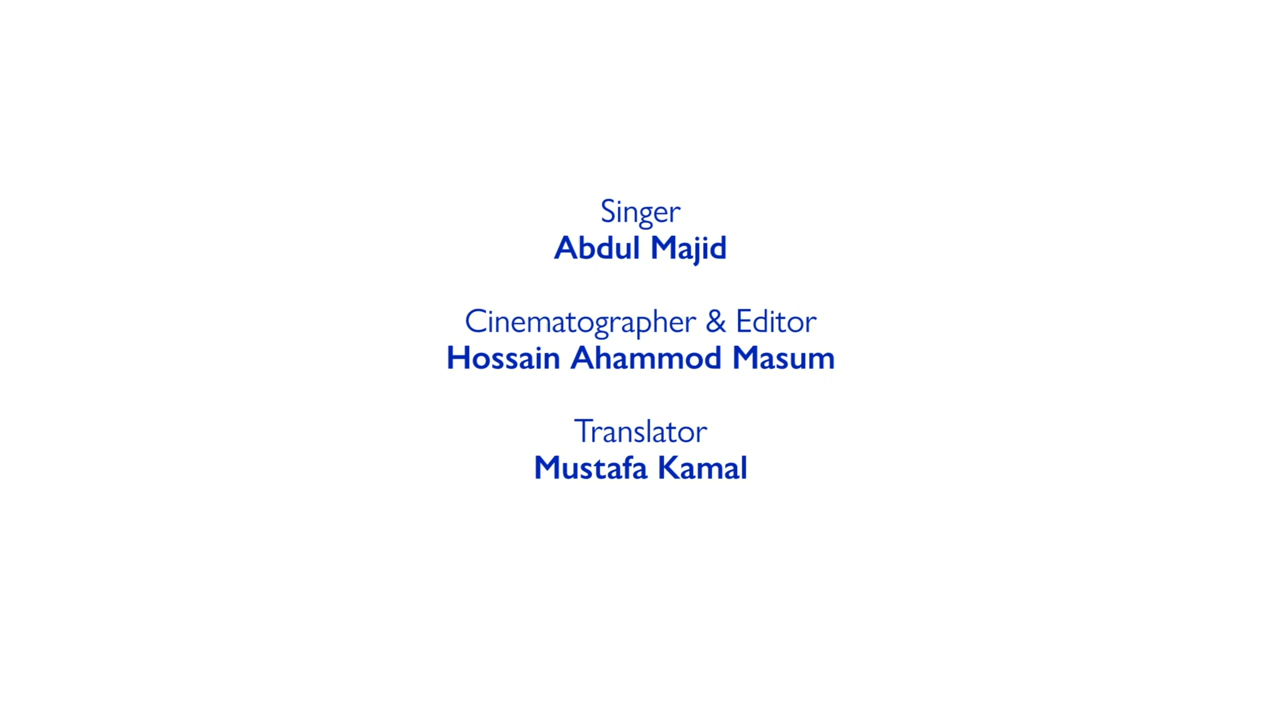 Singer
Abdul Majid
Cinematographer & Editor
Hossain Ahammod Masum
Translator
Mustafa Kamal